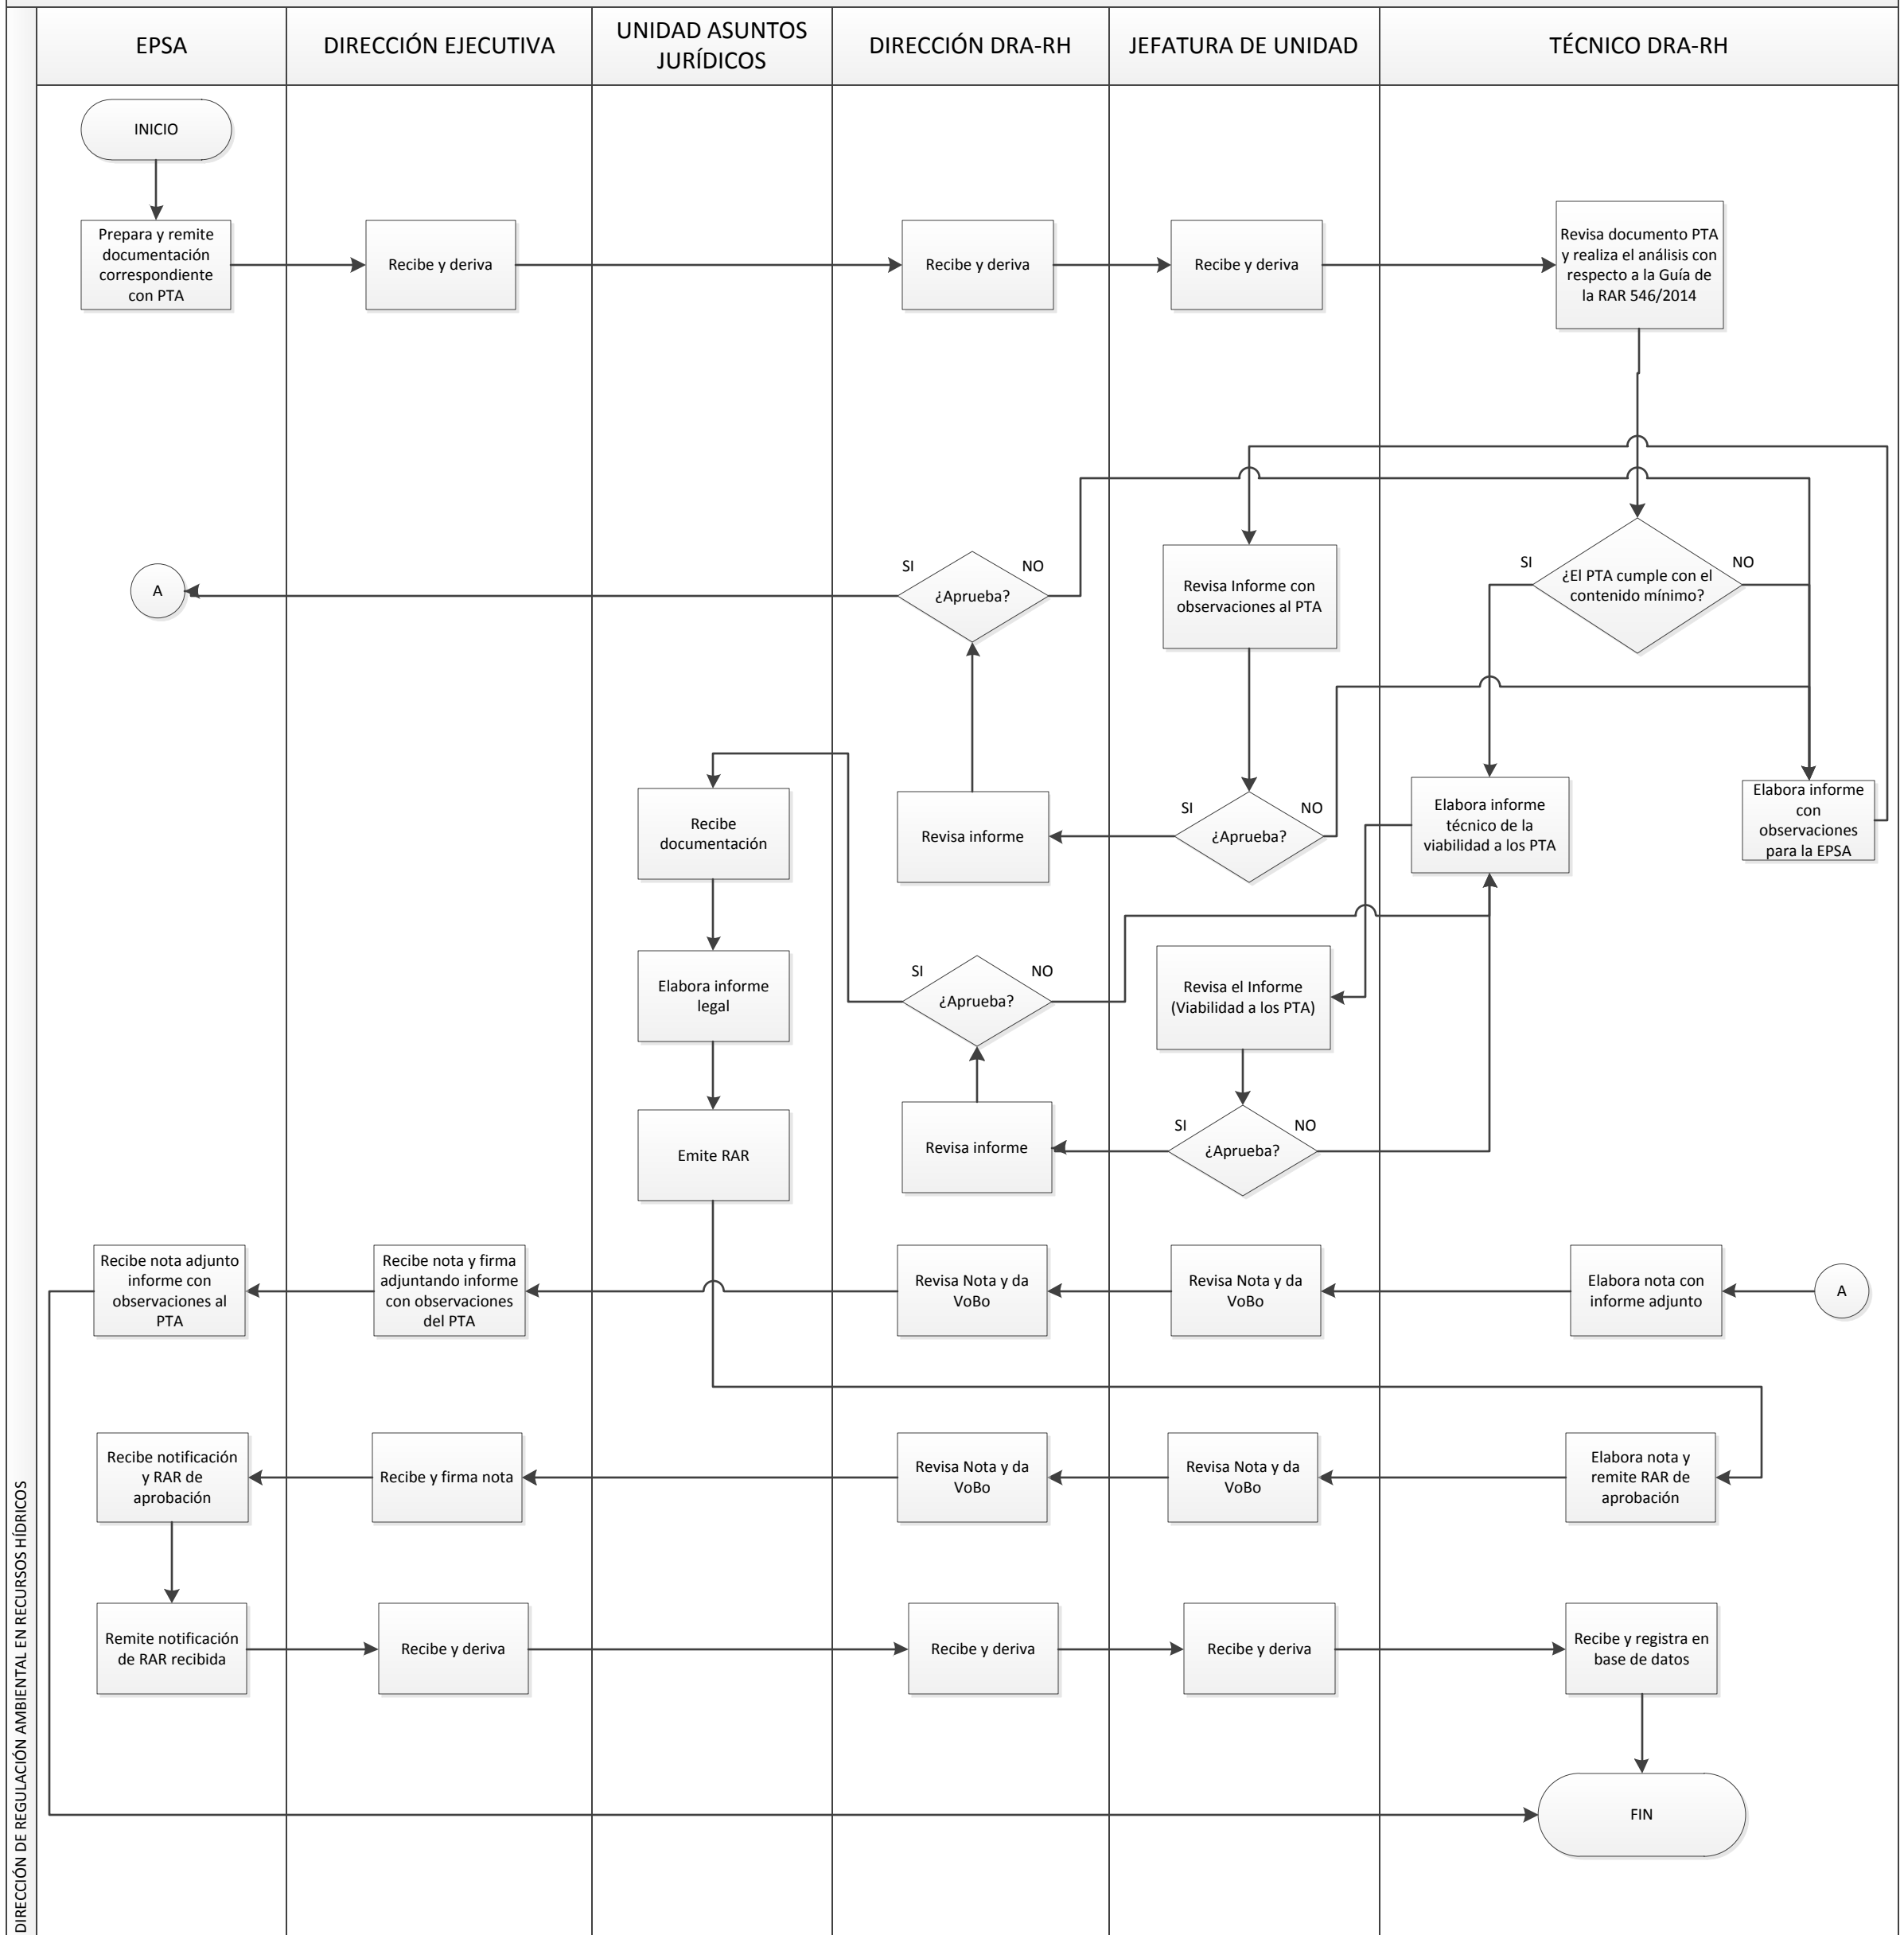 EPSA
DIRECCIÓN EJECUTIVA
UNIDAD ASUNTOS
JURÍDICOS
DIRECCIÓN DRA-RH
JEFATURA DE UNIDAD
TÉCNICO DRA-RH
INICIO
Prepara y remite
documentación
correspondiente
con PTA
Recibe y deriva
Recibe y deriva
Recibe y deriva
Revisa documento PTA
y realiza el análisis con
respecto a la Guía de
la RAR 546/2014
A
SI
NO
¿Aprueba?
Revisa Informe con
observaciones al PTA
SI
NO
¿El PTA cumple con el
contenido mínimo?
Recibe
documentación
Revisa informe
SI
NO
¿Aprueba?
Elabora informe
técnico de la
viabilidad a los PTA
Elabora informe
con
observaciones
para la EPSA
Elabora informe
legal
SI
NO
¿Aprueba?
Revisa el Informe
(Viabilidad a los PTA)
Emite RAR
Revisa informe
SI
NO
¿Aprueba?
Recibe nota adjunto
informe con
observaciones al
PTA
Recibe nota y firma
adjuntando informe
con observaciones
del PTA
Revisa Nota y da
VoBo
Revisa Nota y da
VoBo
Elabora nota con
informe adjunto
A
Recibe notificación
y RAR de
aprobación
Recibe y firma nota
Revisa Nota y da
VoBo
Revisa Nota y da
VoBo
Elabora nota y
remite RAR de
aprobación
Remite notificación
de RAR recibida
Recibe y deriva
Recibe y deriva
Recibe y deriva
Recibe y registra en
base de datos
FIN
DIRECCIÓN DE REGULACIÓN AMBIENTAL EN RECURSOS HÍDRICOS